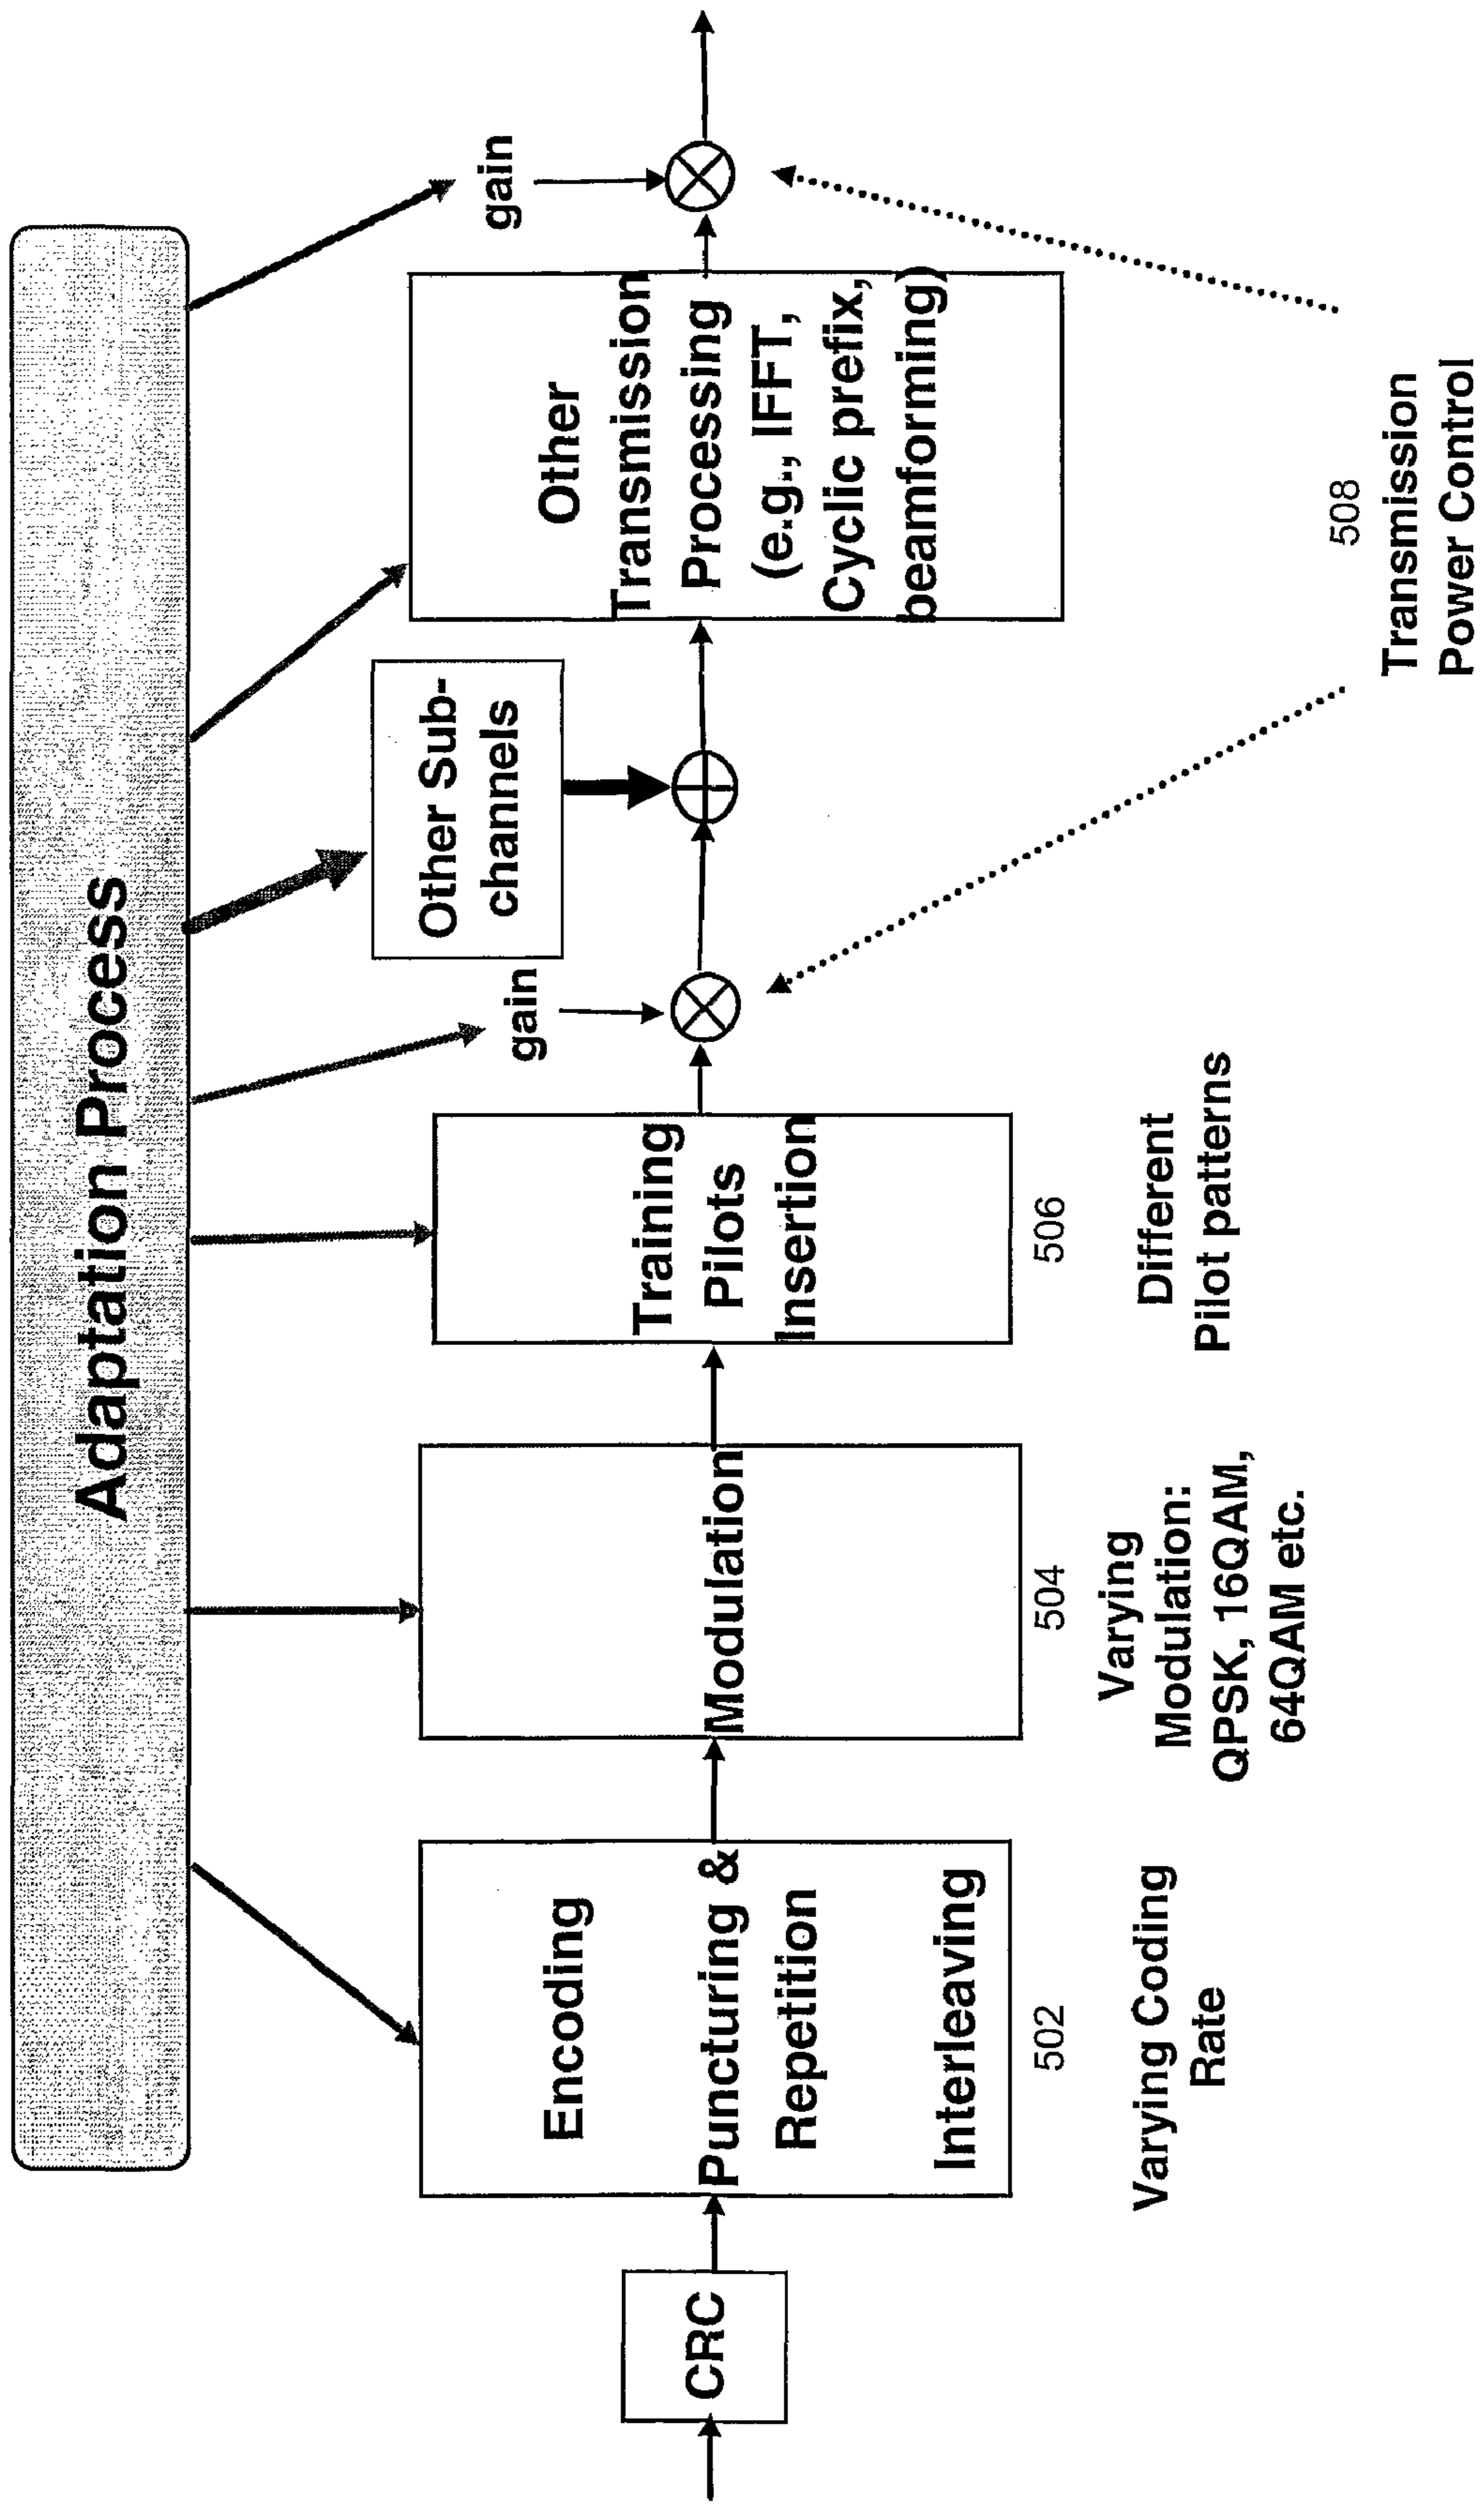 Adaptation Process
CRC
Encoding
Puncturing &
Repetition
Interleaving
502
Varying Coding
Rate
Modulation
504
Varying
Modulation:
QPSK, 16QAM,
64QAM etc.
Training
Pilots
Insertion
506
Different
Pilot patterns
gain
Other Sub-
channels
Other
Transmission
Processing
(e.g., IFFT,
Cyclic prefix,
beamforming)
gain
508
Transmission
Power Control